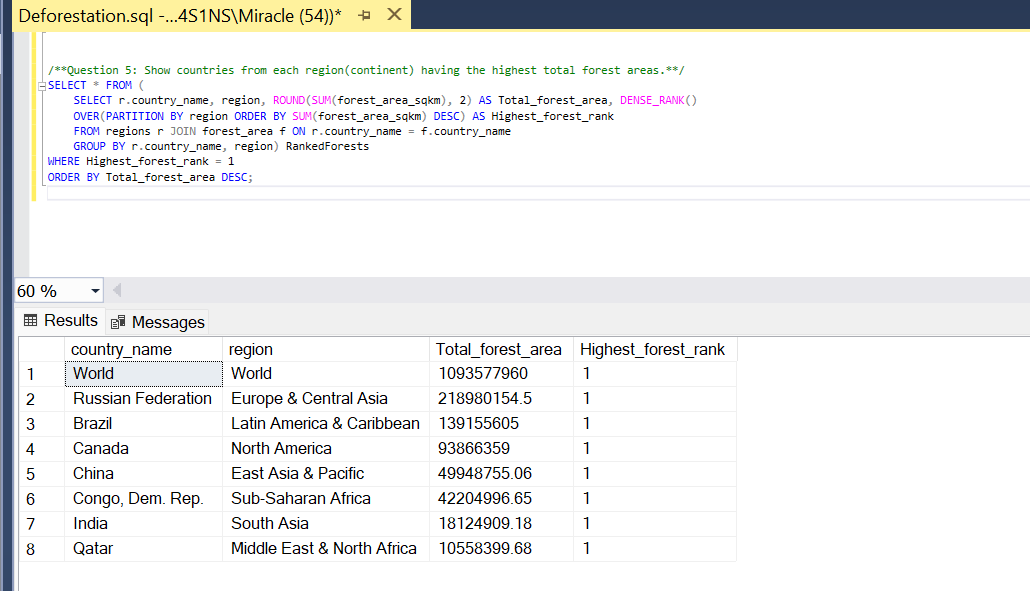 Deforestation.sql -...4S1NS\Miracle (54))*
/**Question 5: Show countries from each region(continent) having the highest total forest areas.**/
SELECT * FROM (
SELECT r.country_name, region, ROUND(SUM(forest_area_sqkm), 2) AS Total_forest_area, DENSE_RANK()
OVER(PARTITION BY region ORDER BY SUM(forest_area_sqkm) DESC) AS Highest_forest_rank
FROM regions r JOIN forest_area f ON r.country_name = f.country_name
GROUP BY r.country_name, region) RankedForests
WHERE Highest_forest_rank = 1
ORDER BY Total_forest_area DESC;
60 %
Results Messages
country_name region Total_forest_area Highest_forest_rank
1 World World 1093577960 1
2 Russian Federation Europe & Central Asia 218980154.5 1
3 Brazil Latin America & Caribbean 139155605 1
4 Canada North America 93866359 1
5 China East Asia & Pacific 49948755.06 1
6 Congo, Dem. Rep. Sub-Saharan Africa 42204996.65 1
7 India South Asia 18124909.18 1
8 Qatar Middle East & North Africa 10558399.68 1